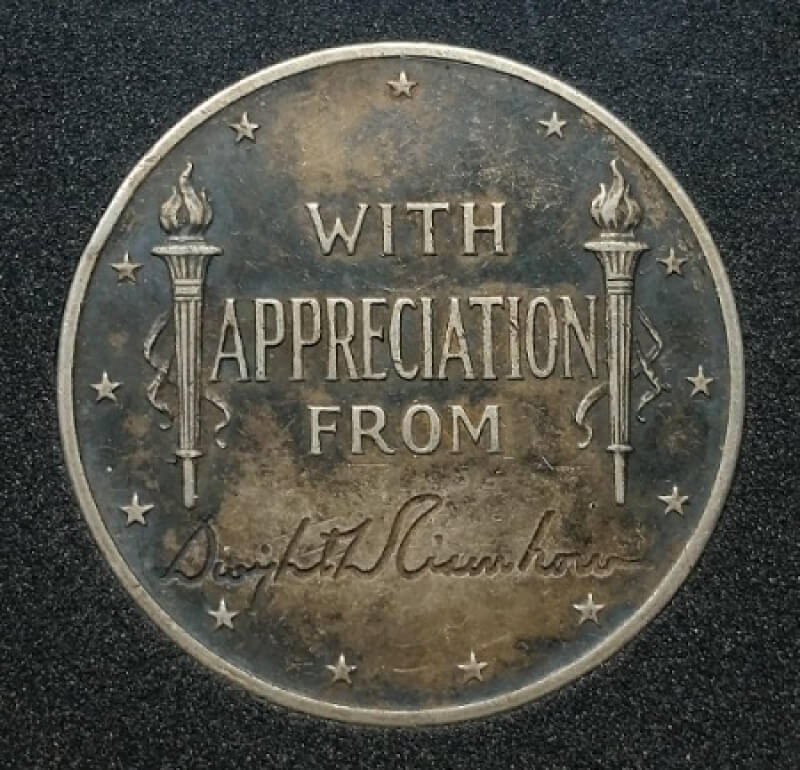 WITH
APPRECIATION
FROM
Dwight D Eisenhower